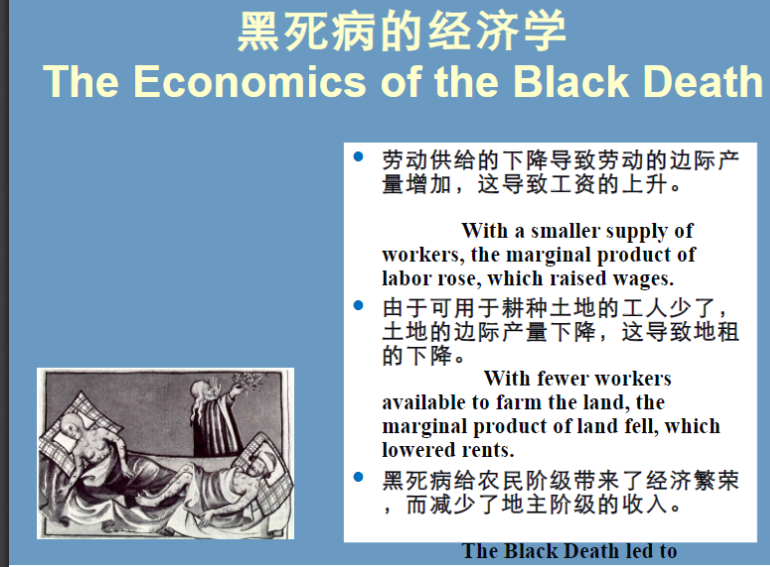 黑死病的经济学
The Economics of the Black Death
• 劳动供给的下降导致劳动的边际产
量增加，这导致工资的上升。
With a smaller supply of
workers, the marginal product of
labor rose, which raised wages.
• 由于可用于耕种土地的工人少了，
土地的边际产量下降，这导致地租
的下降。
With fewer workers
available to farm the land, the
marginal product of land fell, which
lowered rents.
• 黑死病给农民阶级带来了经济繁荣
，而减少了地主阶级的收入。
The Black Death led to